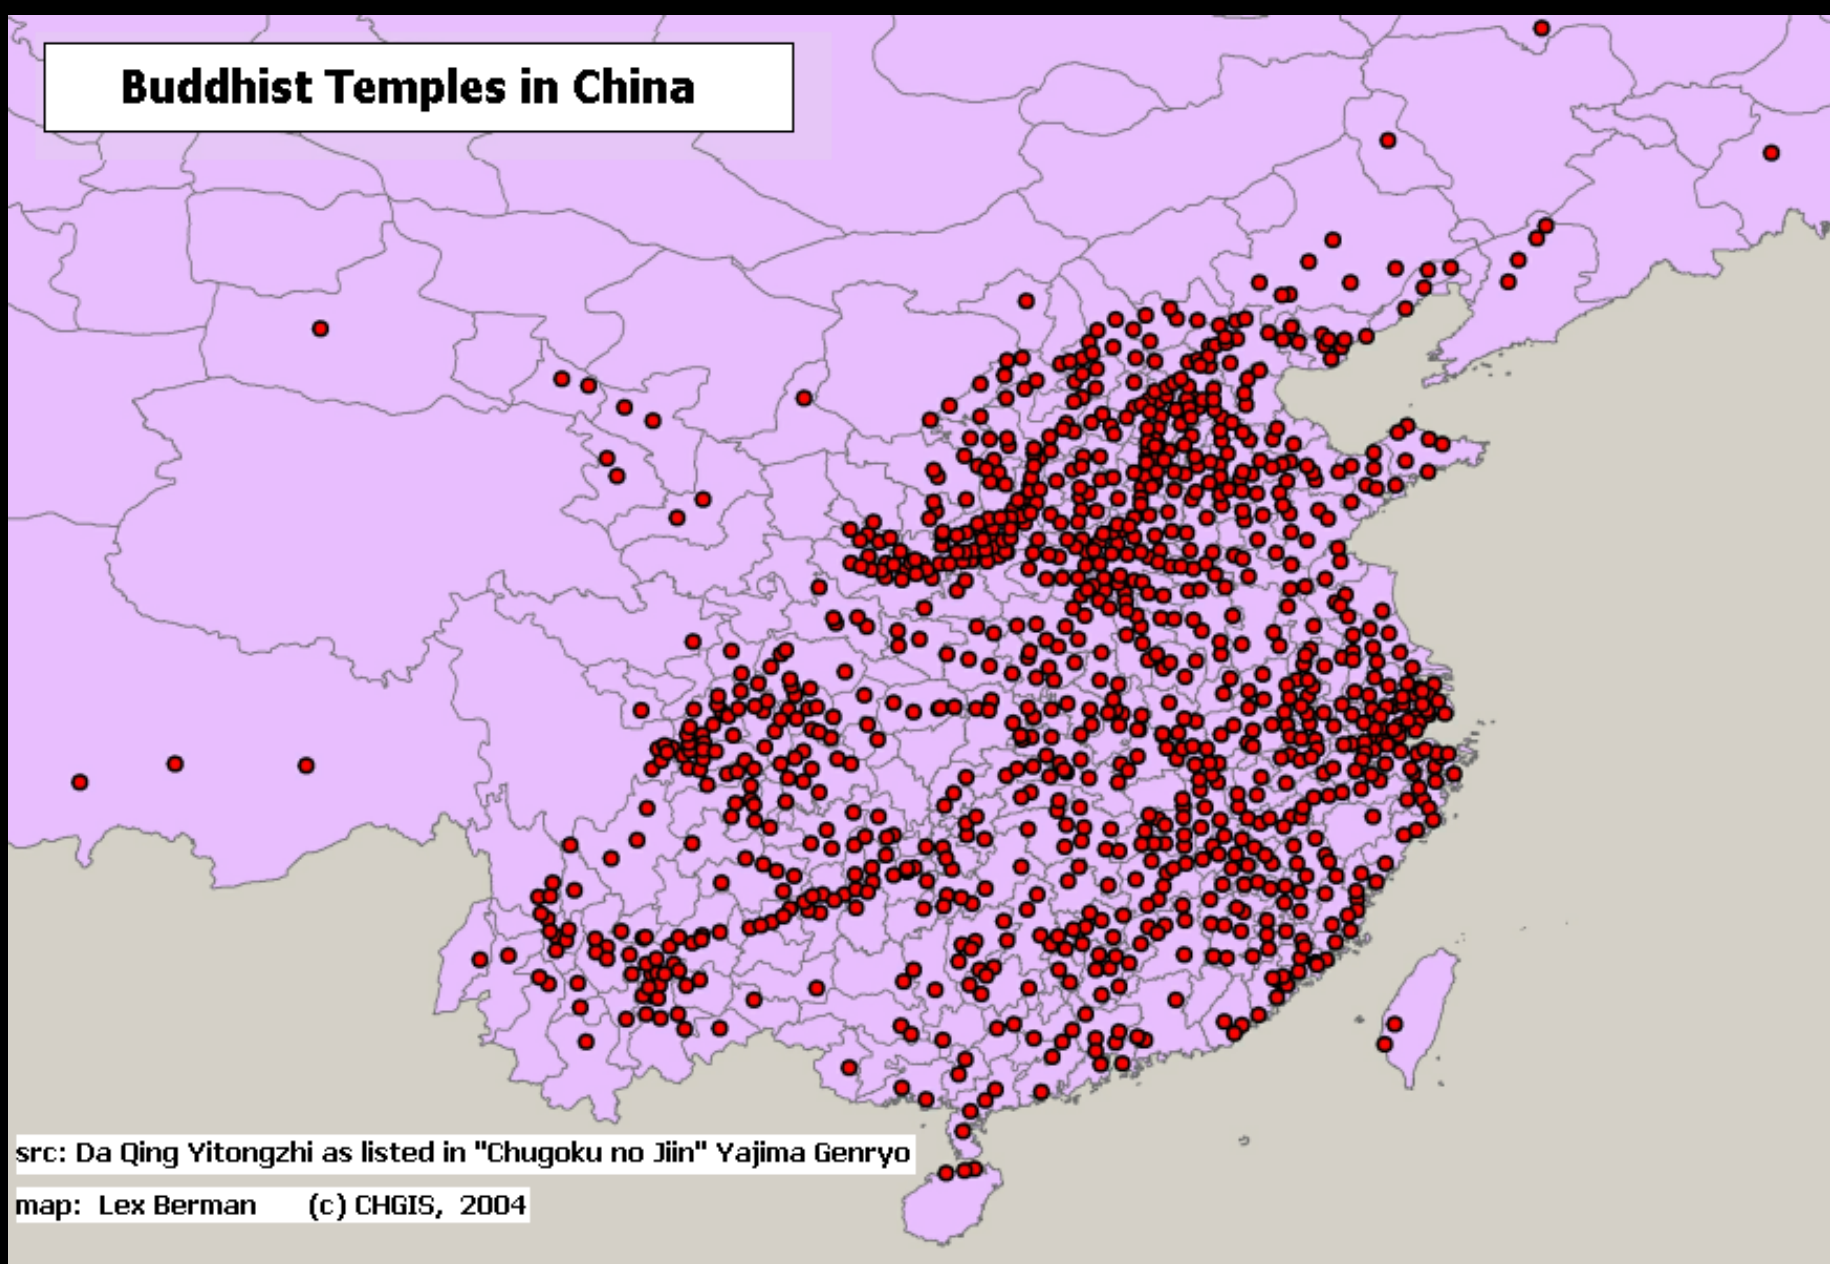 Buddhist Temples in China
src: Da Qing Yitongzhi as listed in "Chugoku no Jiin" Yajima Genryo
map: Lex Berman (c) CHGIS, 2004